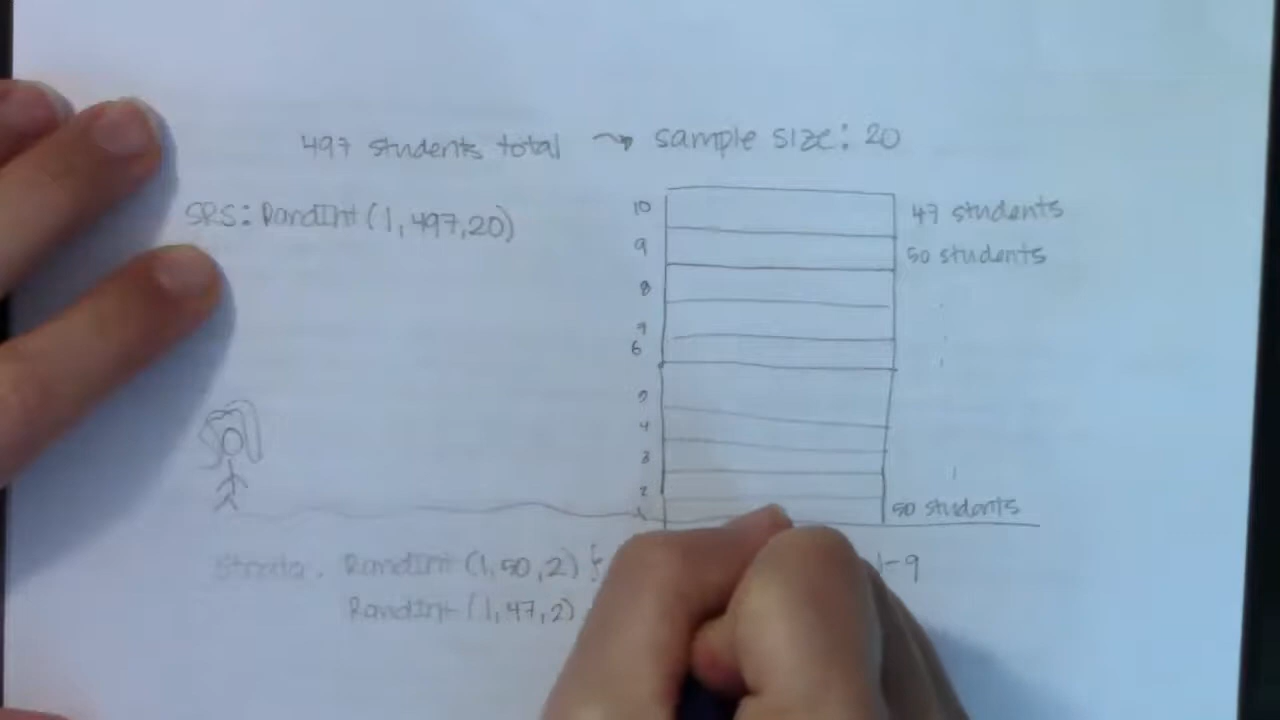 497 students total → sample size: 20
SRS: RandInt (1,497,20)
10
47 students
9
50 students
8
7
6
5
4
3
2
1
50 students
Strata. RandInt (1,50,2) }
1-9
RandInt (1,47,2)